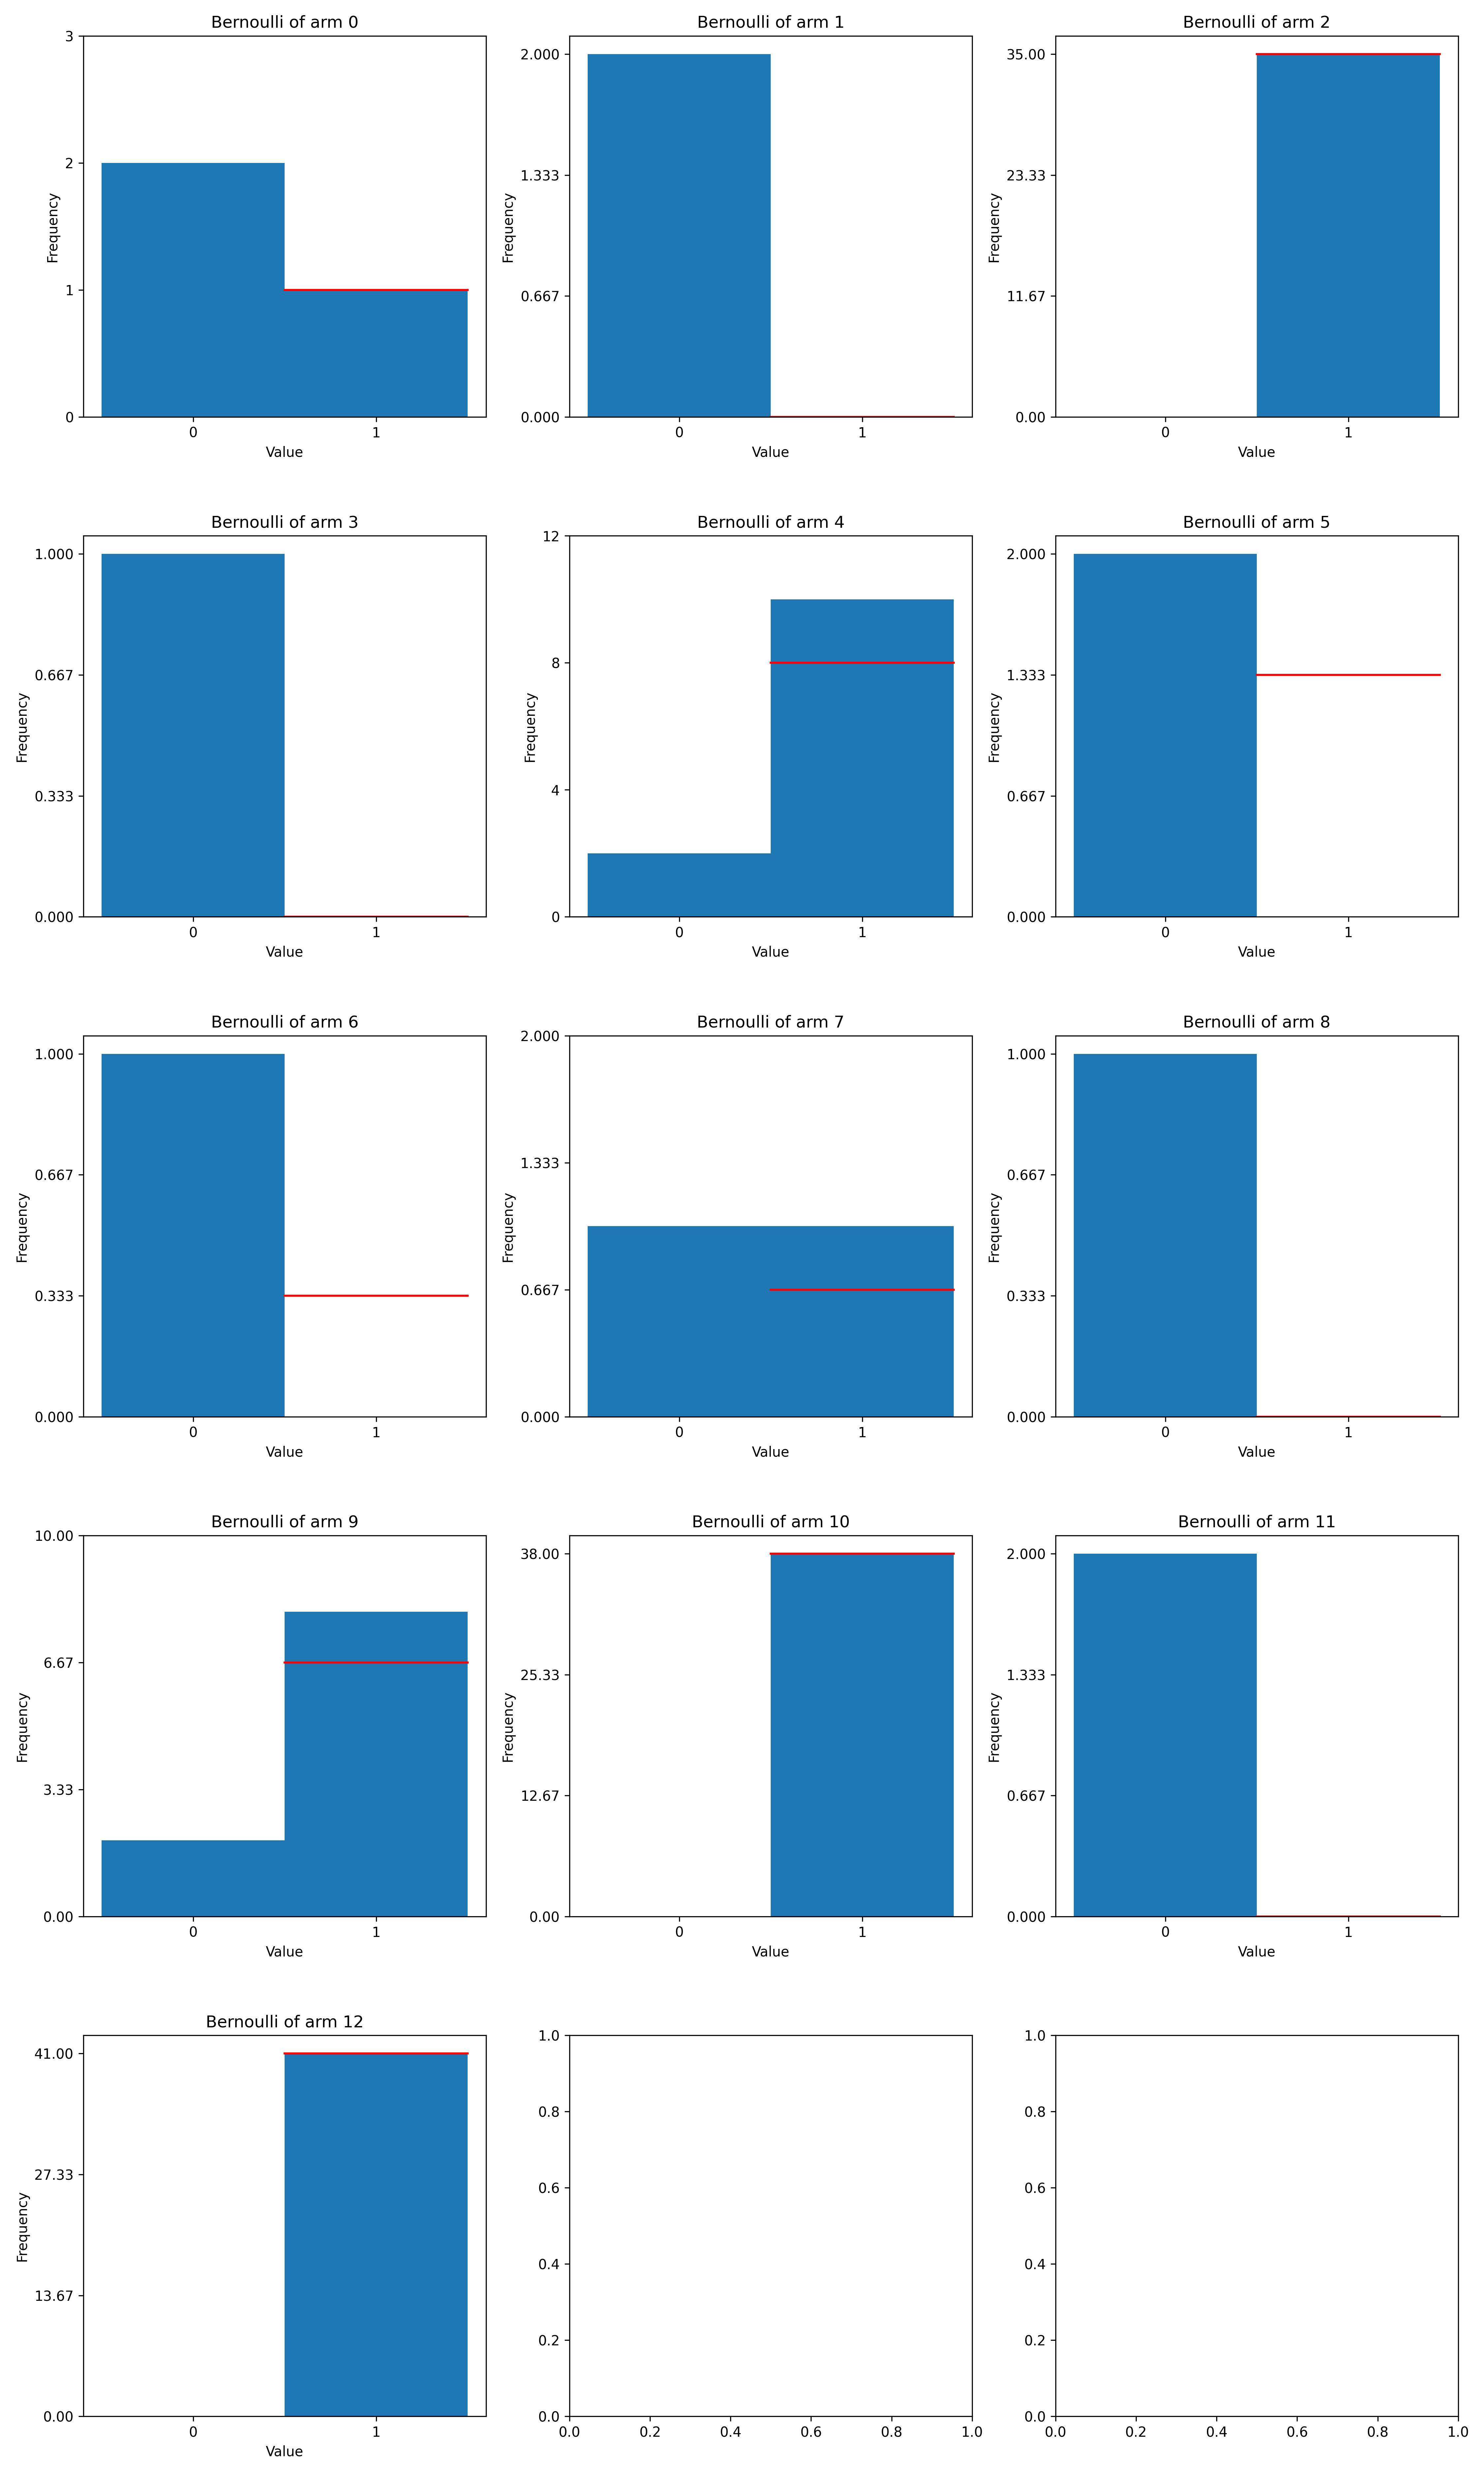 Bernoulli of arm 0
3
2
1
0
Frequency
0 1
Value
Bernoulli of arm 1
2.000
1.333
0.667
0.000
Frequency
0 1
Value
Bernoulli of arm 2
35.00
23.33
11.67
0.00
Frequency
0 1
Value
Bernoulli of arm 3
1.000
0.667
0.333
0.000
Frequency
0 1
Value
Bernoulli of arm 4
12
8
4
0
Frequency
0 1
Value
Bernoulli of arm 5
2.000
1.333
0.667
0.000
Frequency
0 1
Value
Bernoulli of arm 6
1.000
0.667
0.333
0.000
Frequency
0 1
Value
Bernoulli of arm 7
2.000
1.333
0.667
0.000
Frequency
0 1
Value
Bernoulli of arm 8
1.000
0.667
0.333
0.000
Frequency
0 1
Value
Bernoulli of arm 9
10.00
6.67
3.33
0.00
Frequency
0 1
Value
Bernoulli of arm 10
38.00
25.33
12.67
0.00
Frequency
0 1
Value
Bernoulli of arm 11
2.000
1.333
0.667
0.000
Frequency
0 1
Value
Bernoulli of arm 12
41.00
27.33
13.67
0.00
Frequency
0 1
Value
1.0
0.8
0.6
0.4
0.2
0.0
0.0 0.2 0.4 0.6 0.8 1.0
1.0
0.8
0.6
0.4
0.2
0.0
0.0 0.2 0.4 0.6 0.8 1.0